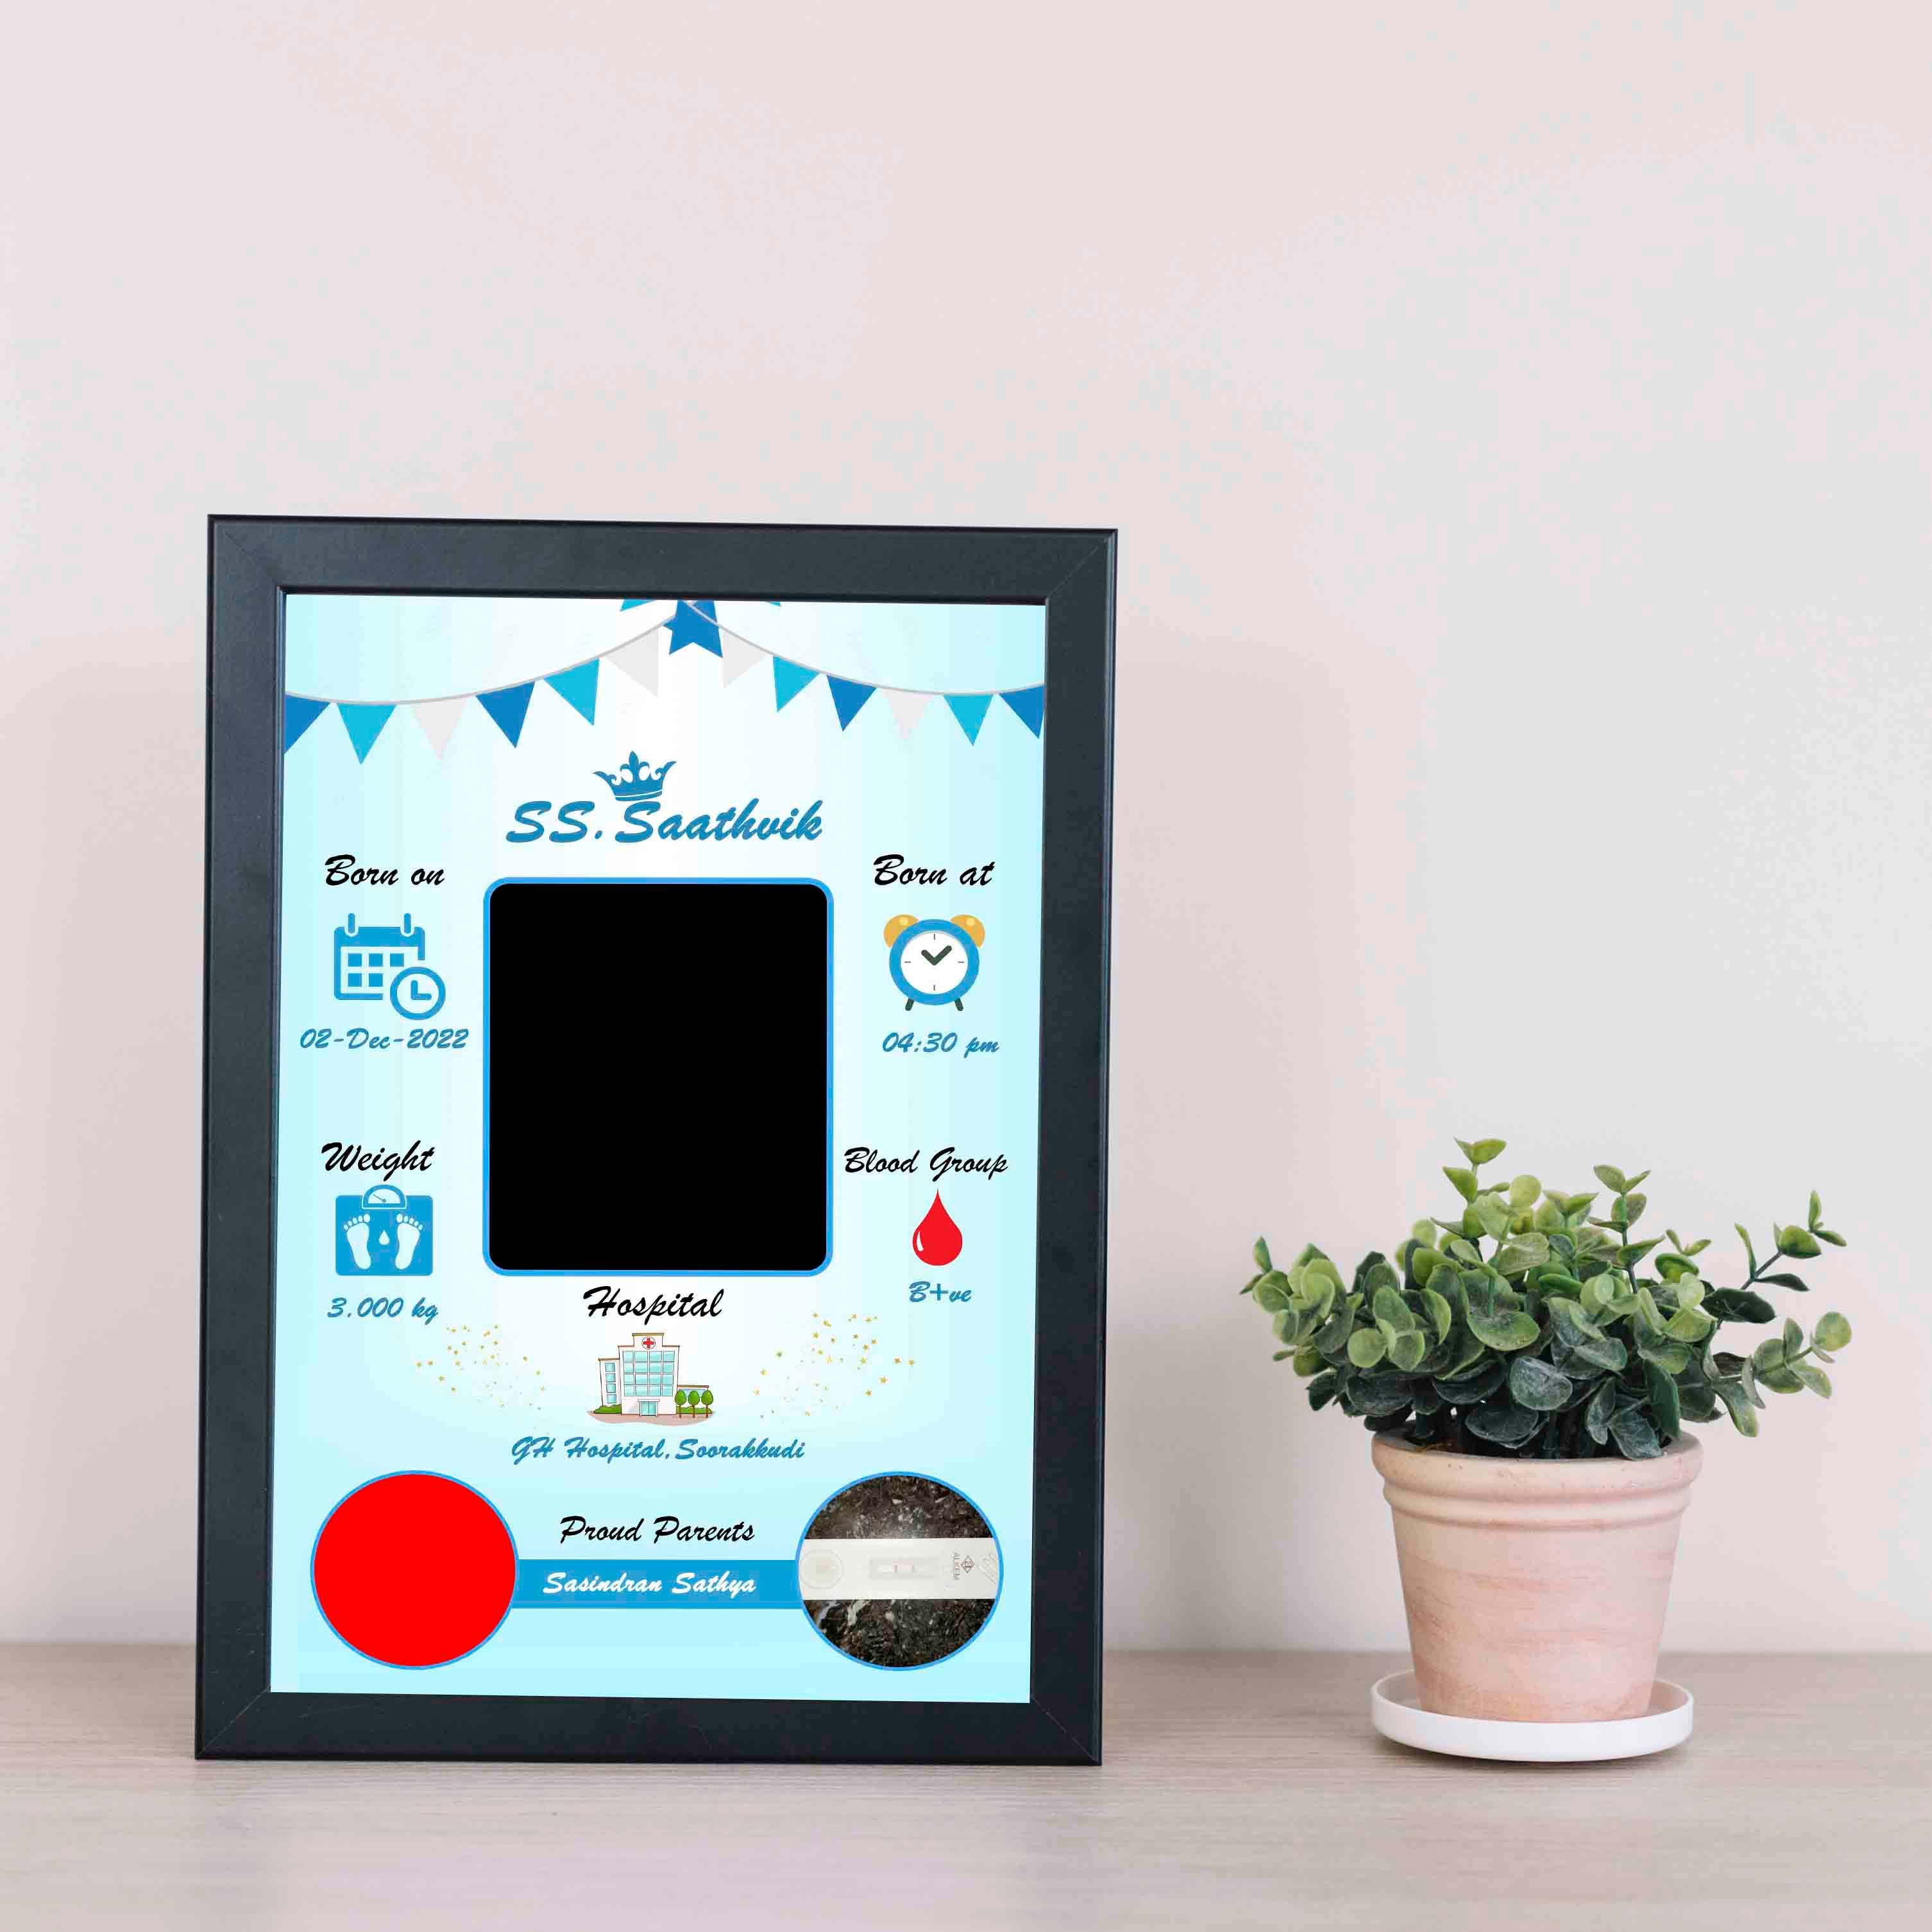 SS. Saathvik
Born on
Born at
02-Dec-2022
04:30 pm
Weight
Blood Group
3.000 kg
B+ve
Hospital
GH Hospital, Soorakkudi
Proud Parents
Sasindran Sathya
ALKEM